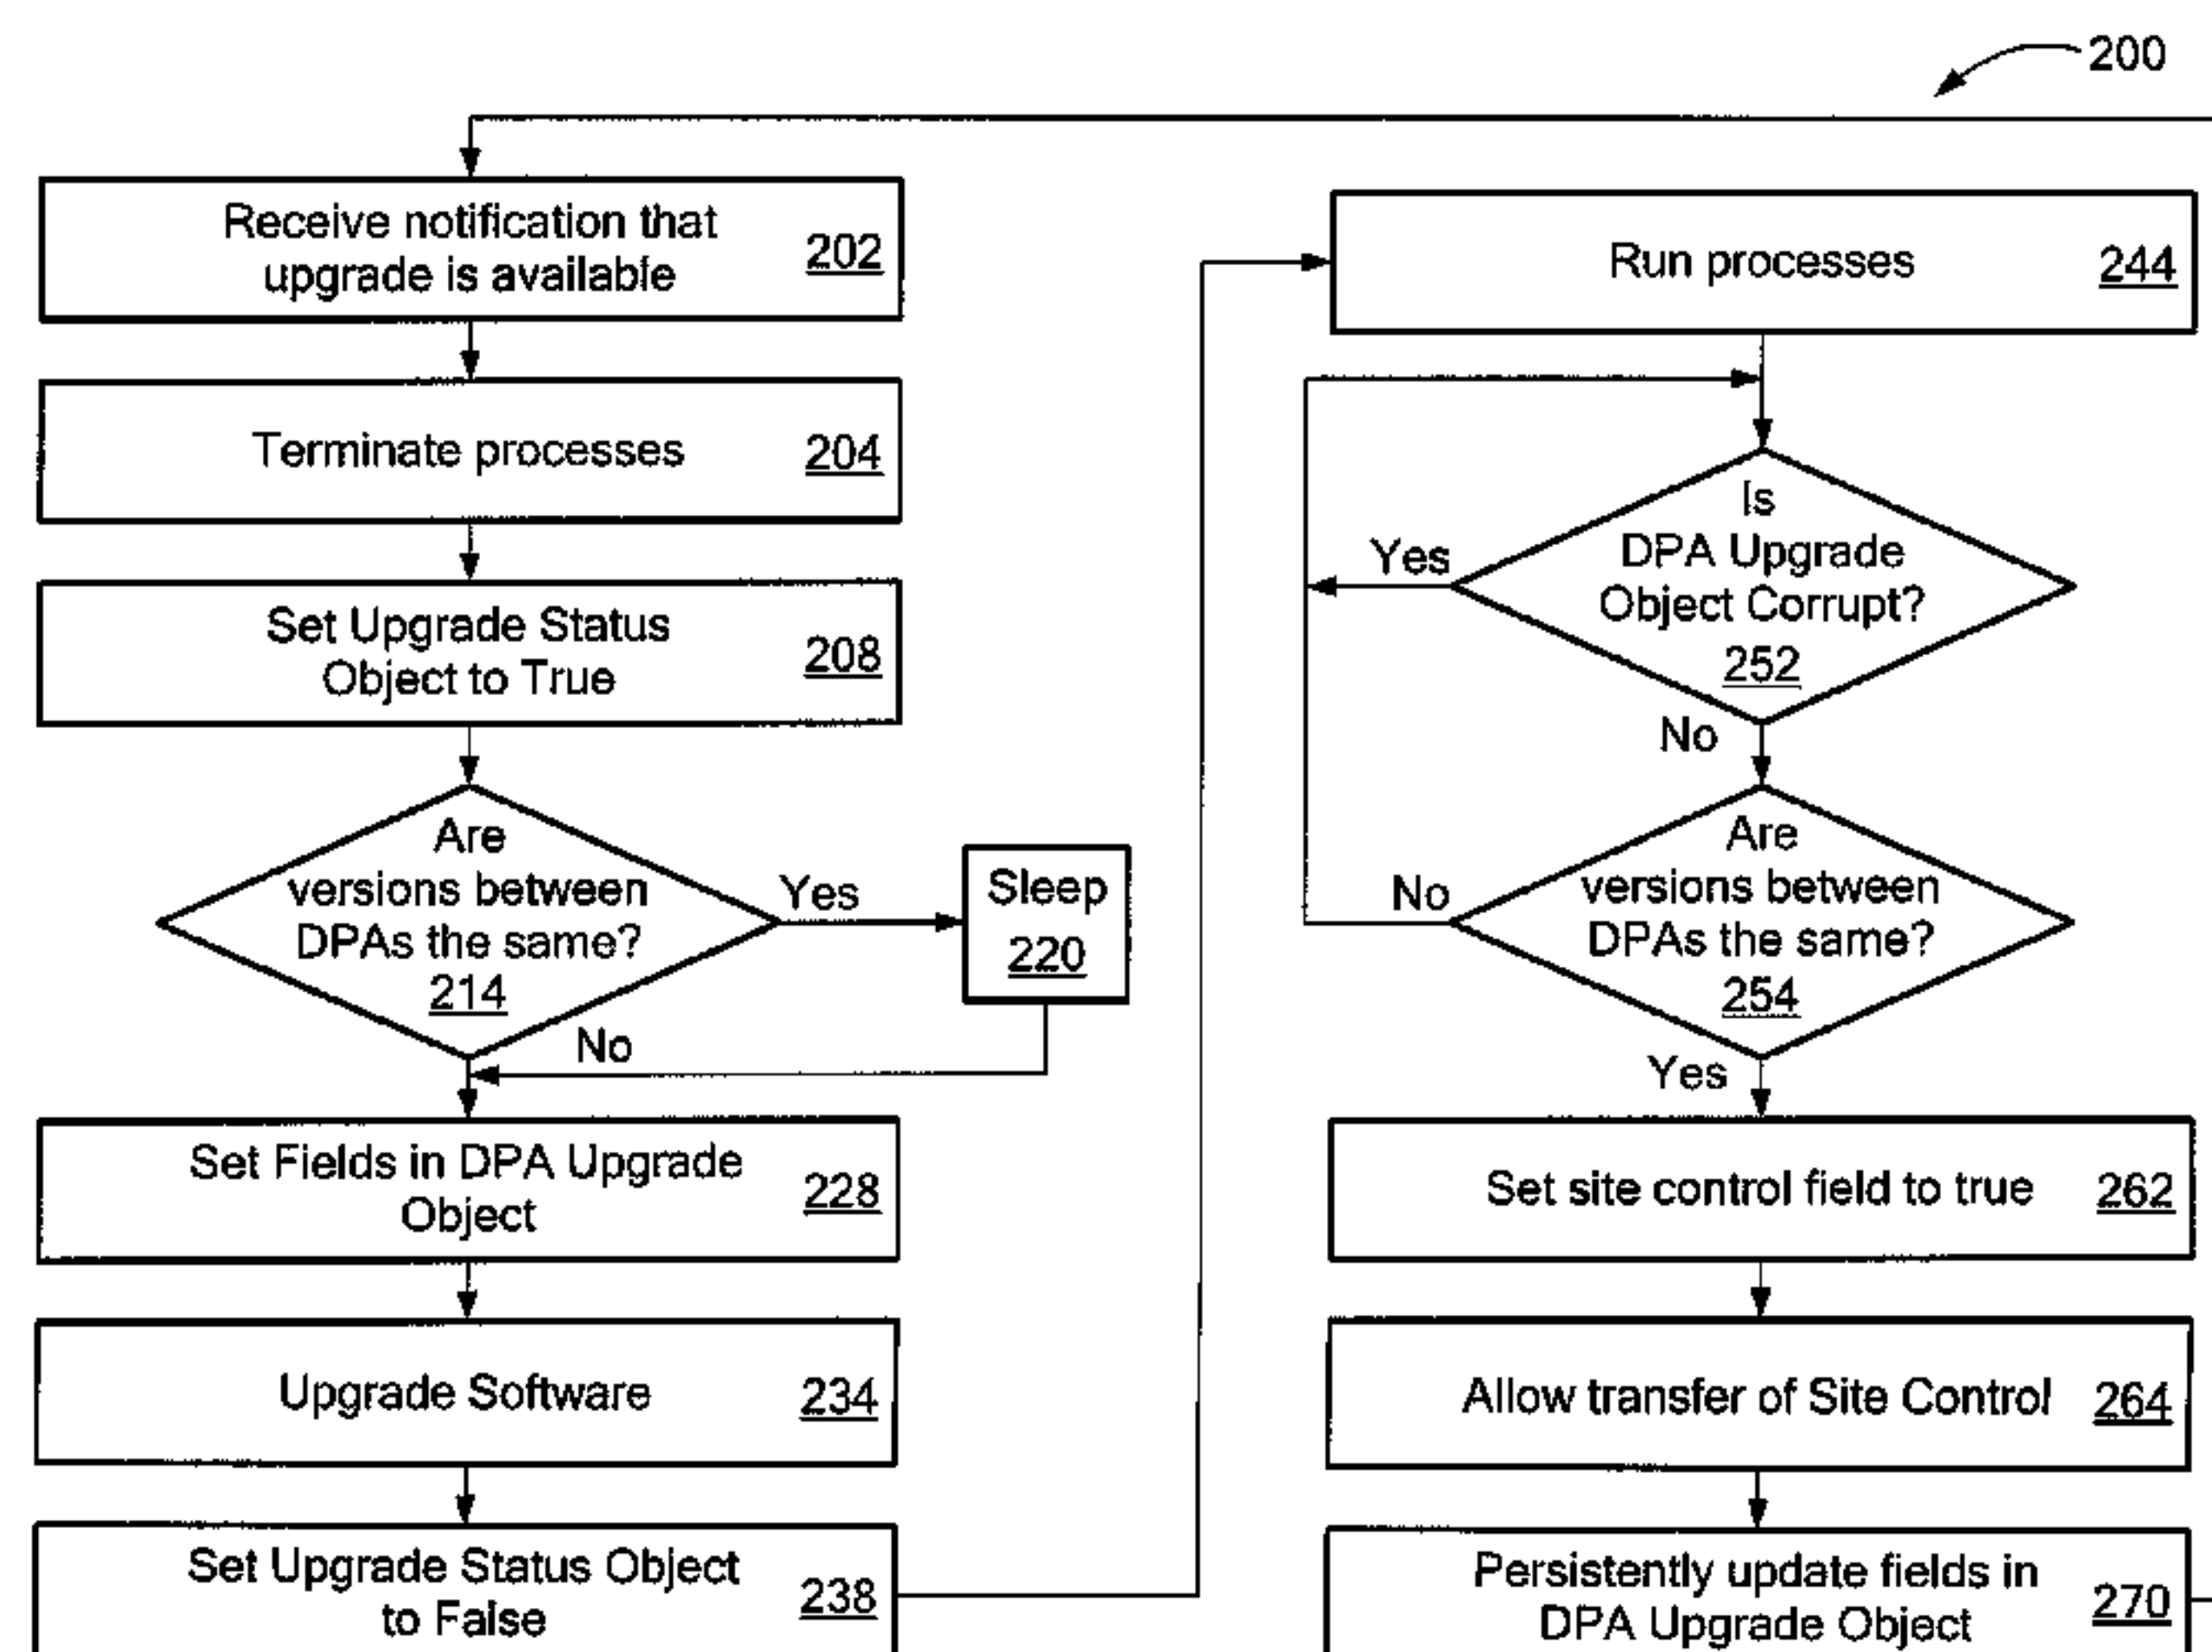 200
Receive notification that
upgrade is available
202
Terminate processes
204
Set Upgrade Status
Object to True
208
Are
versions between
DPAs the same?
214
Yes
Sleep
220
No
Set Fields in DPA Upgrade
Object
228
Upgrade Software
234
Set Upgrade Status Object
to False
238
Run processes
244
Is
DPA Upgrade
Object Corrupt?
252
Yes
No
Are
versions between
DPAs the same?
254
No
Yes
Set site control field to true
262
Allow transfer of Site Control
264
Persistently update fields in
DPA Upgrade Object
270